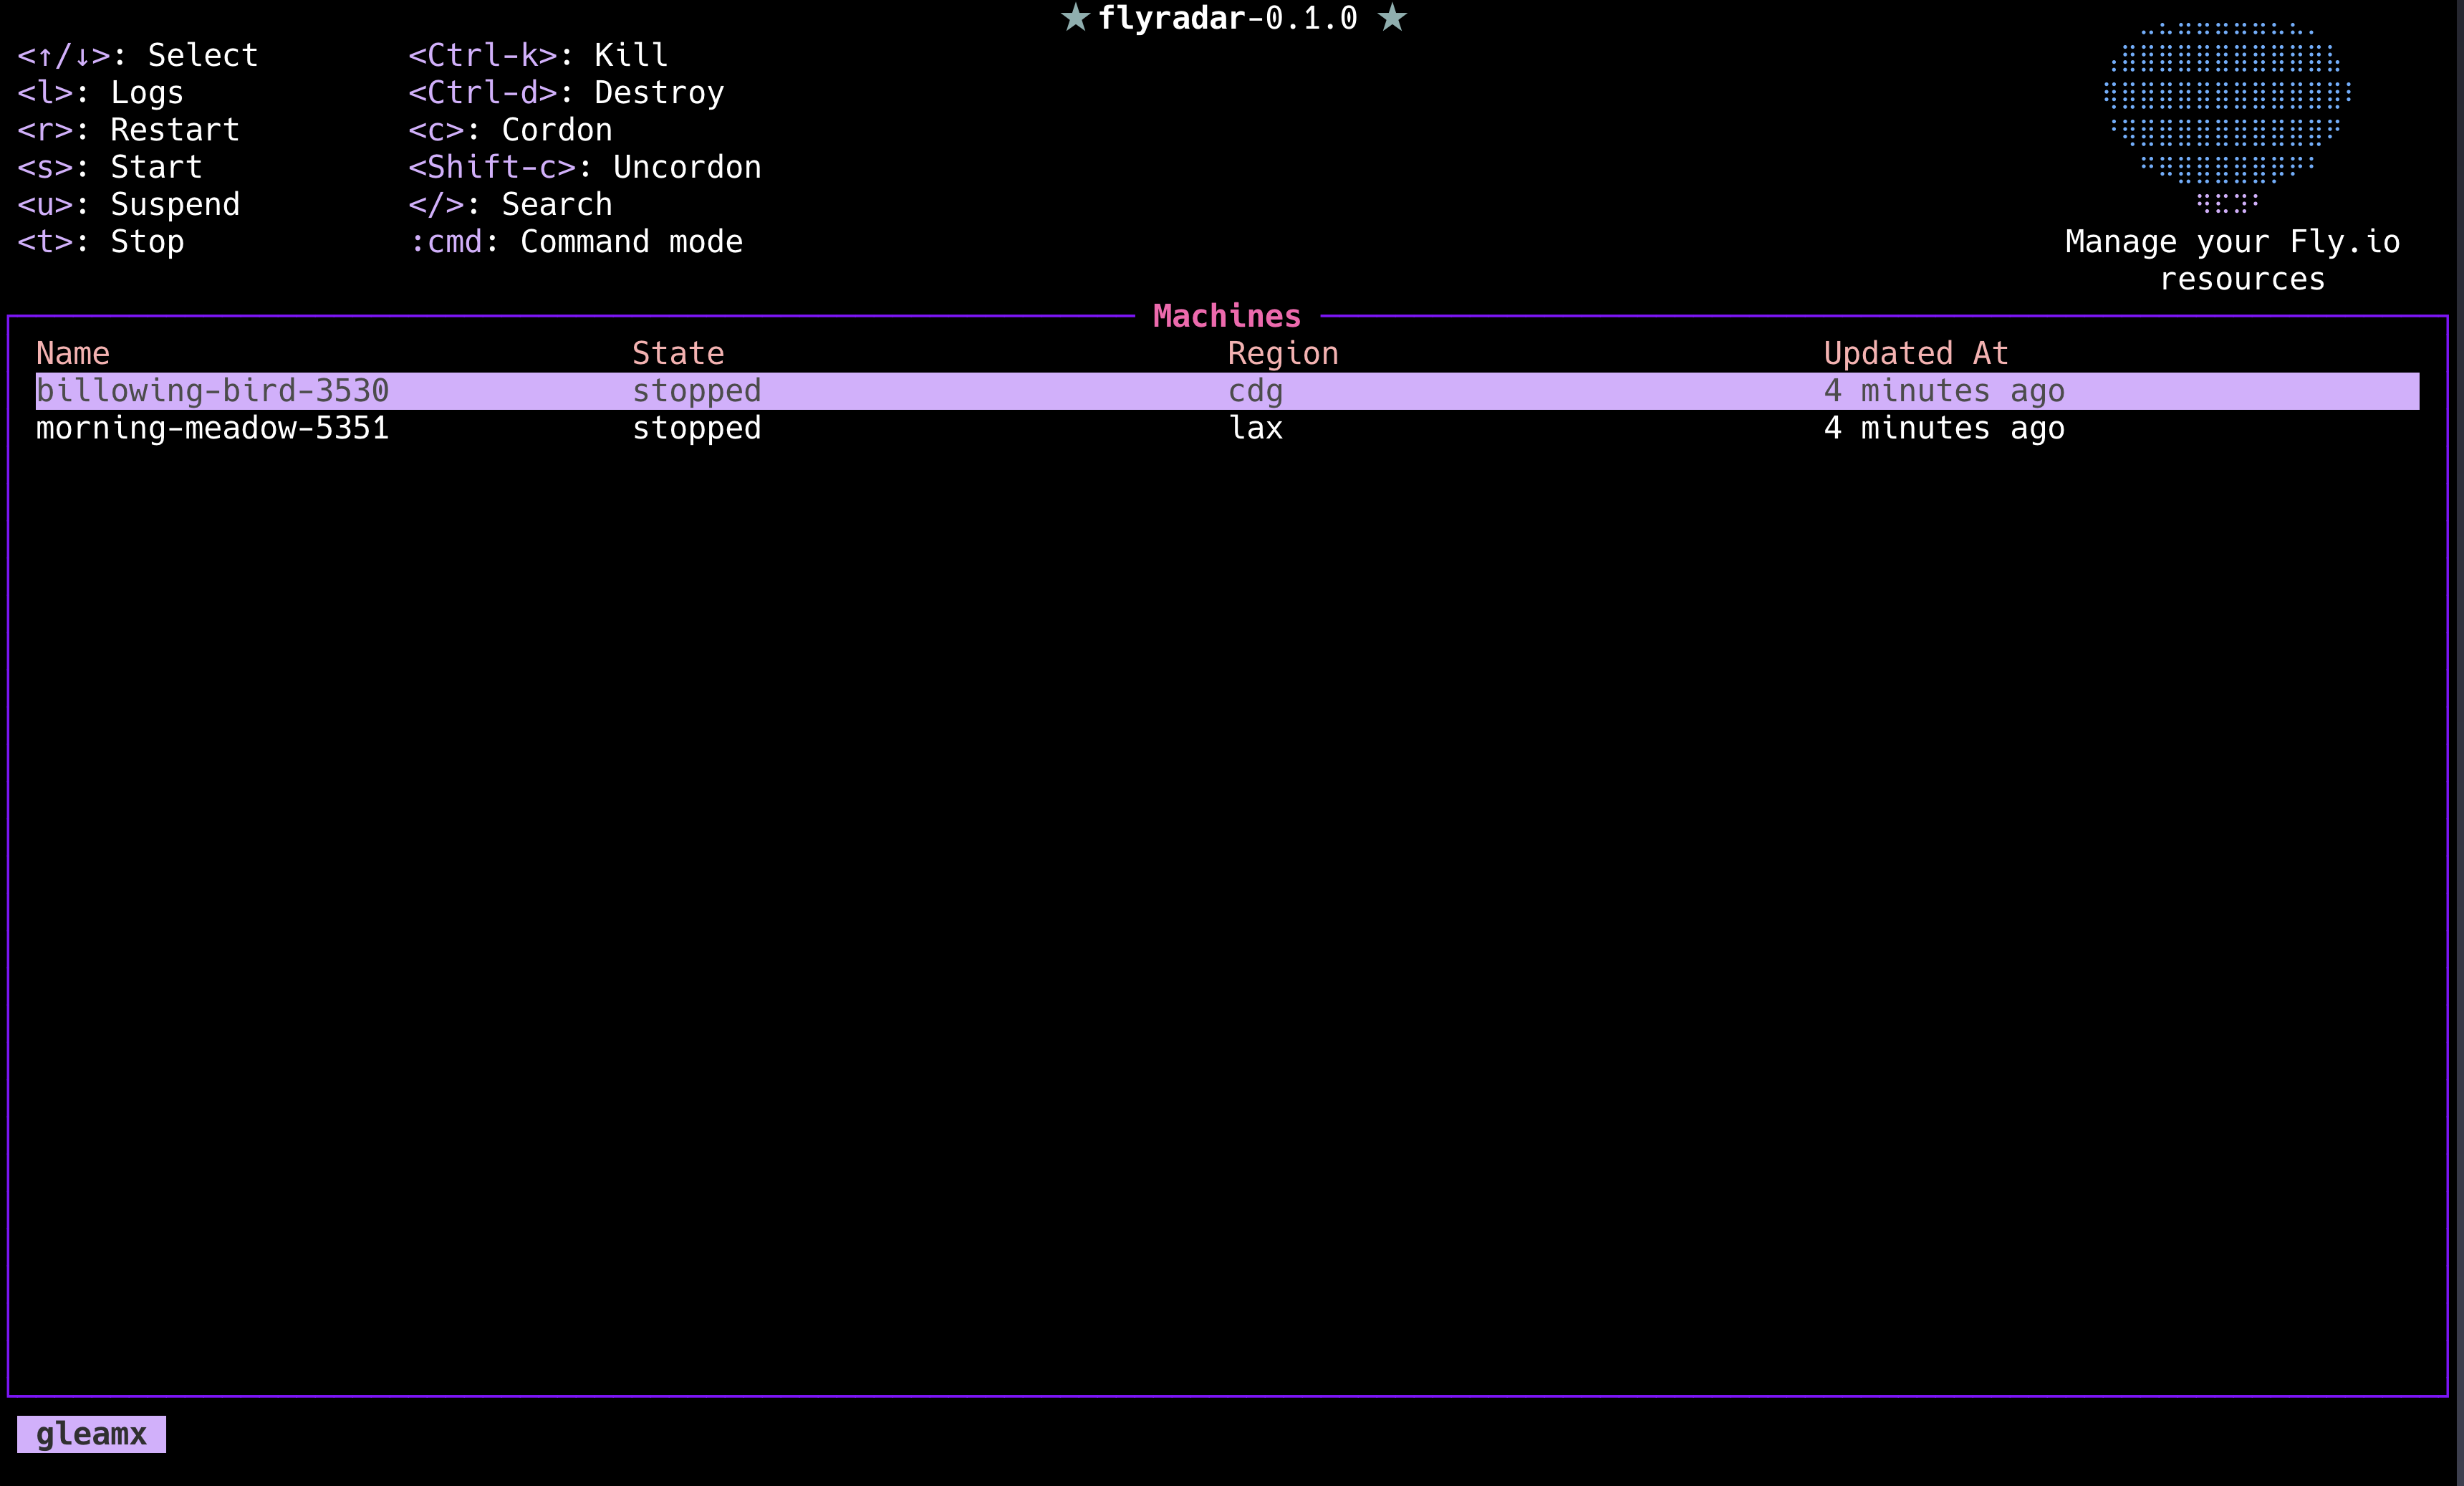 ★ flyradar-0.1.0 ★
<↑/↓>: Select <Ctrl-k>: Kill
<l>: Logs <Ctrl-d>: Destroy
<r>: Restart <c>: Cordon
<s>: Start <Shift-c>: Uncordon
<u>: Suspend </>: Search
<t>: Stop :cmd: Command mode
Manage your Fly.io
resources
Machines
Name State Region Updated At
billowing-bird-3530 stopped cdg 4 minutes ago
morning-meadow-5351 stopped lax 4 minutes ago
gleamx